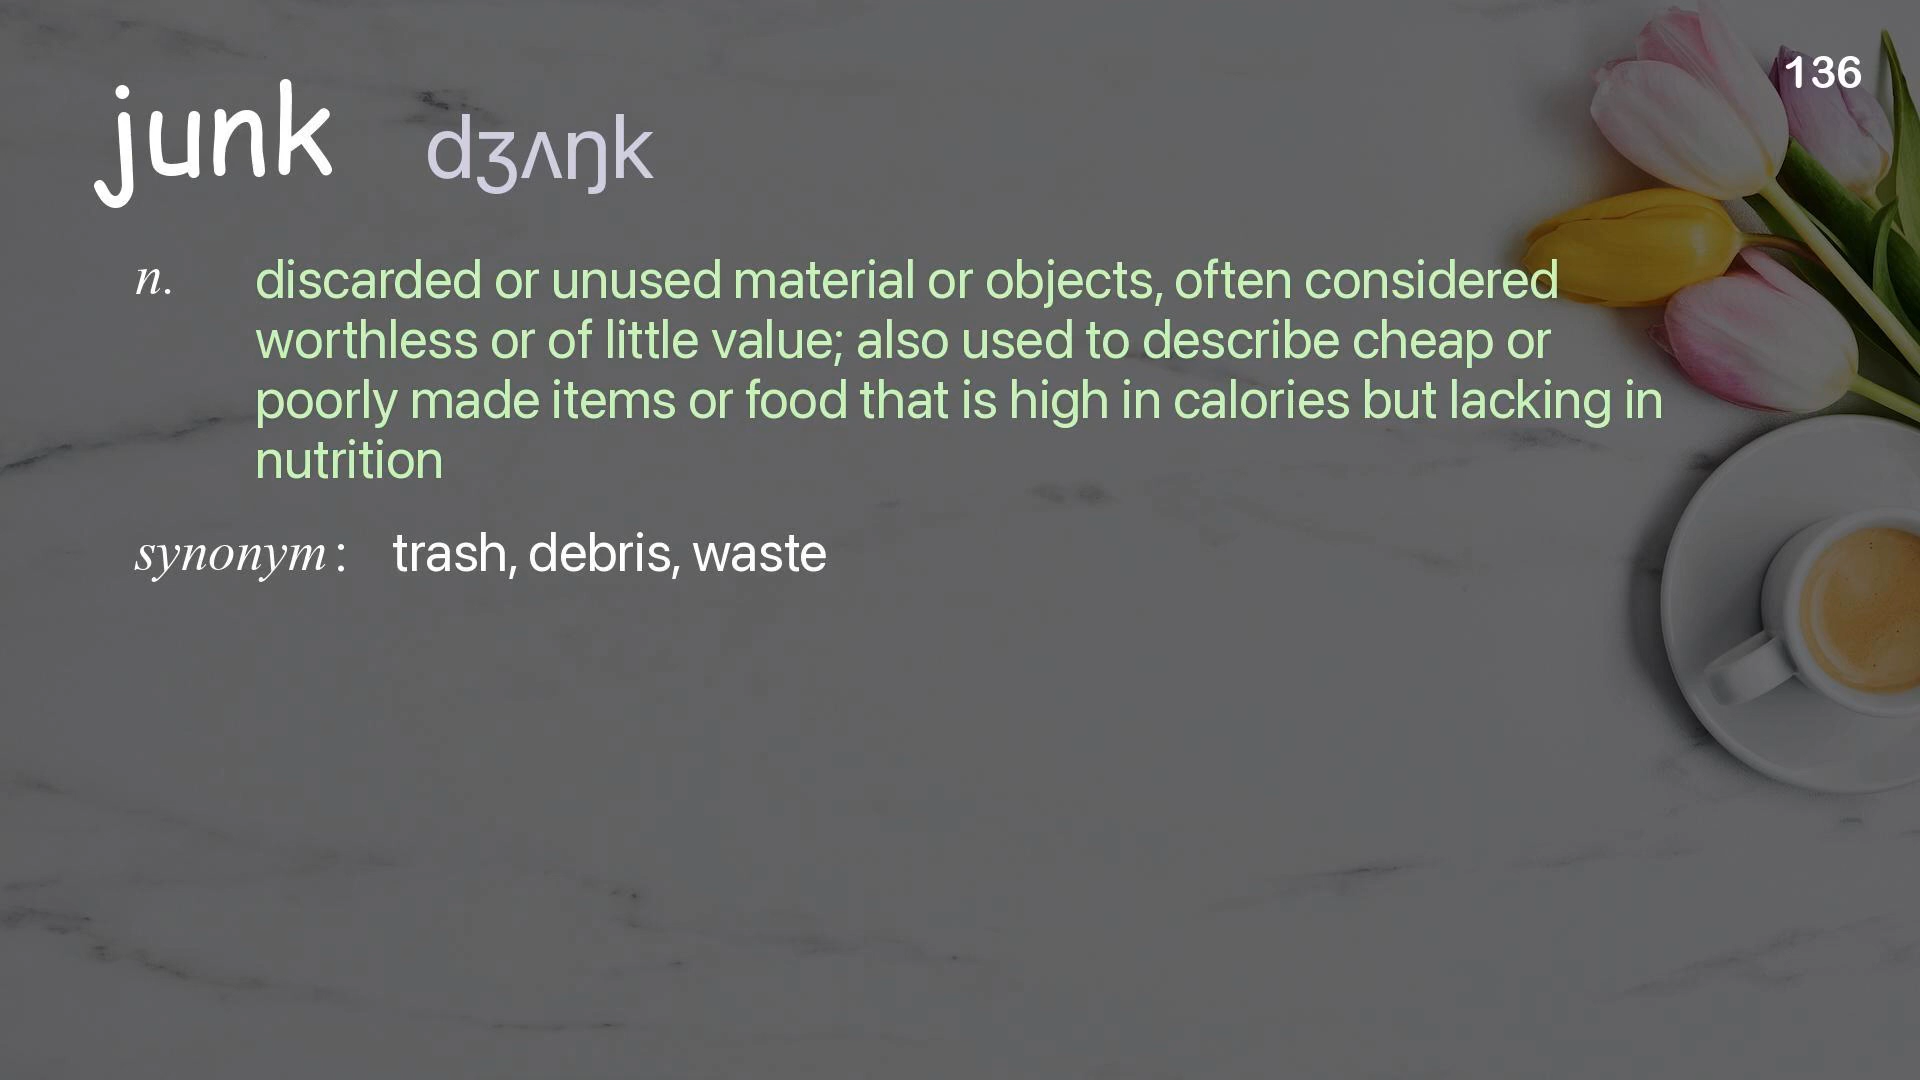 136
junk dʒʌŋk
n. discarded or unused material or objects, often considered
worthless or of little value; also used to describe cheap or
poorly made items or food that is high in calories but lacking in
nutrition
synonym: trash, debris, waste